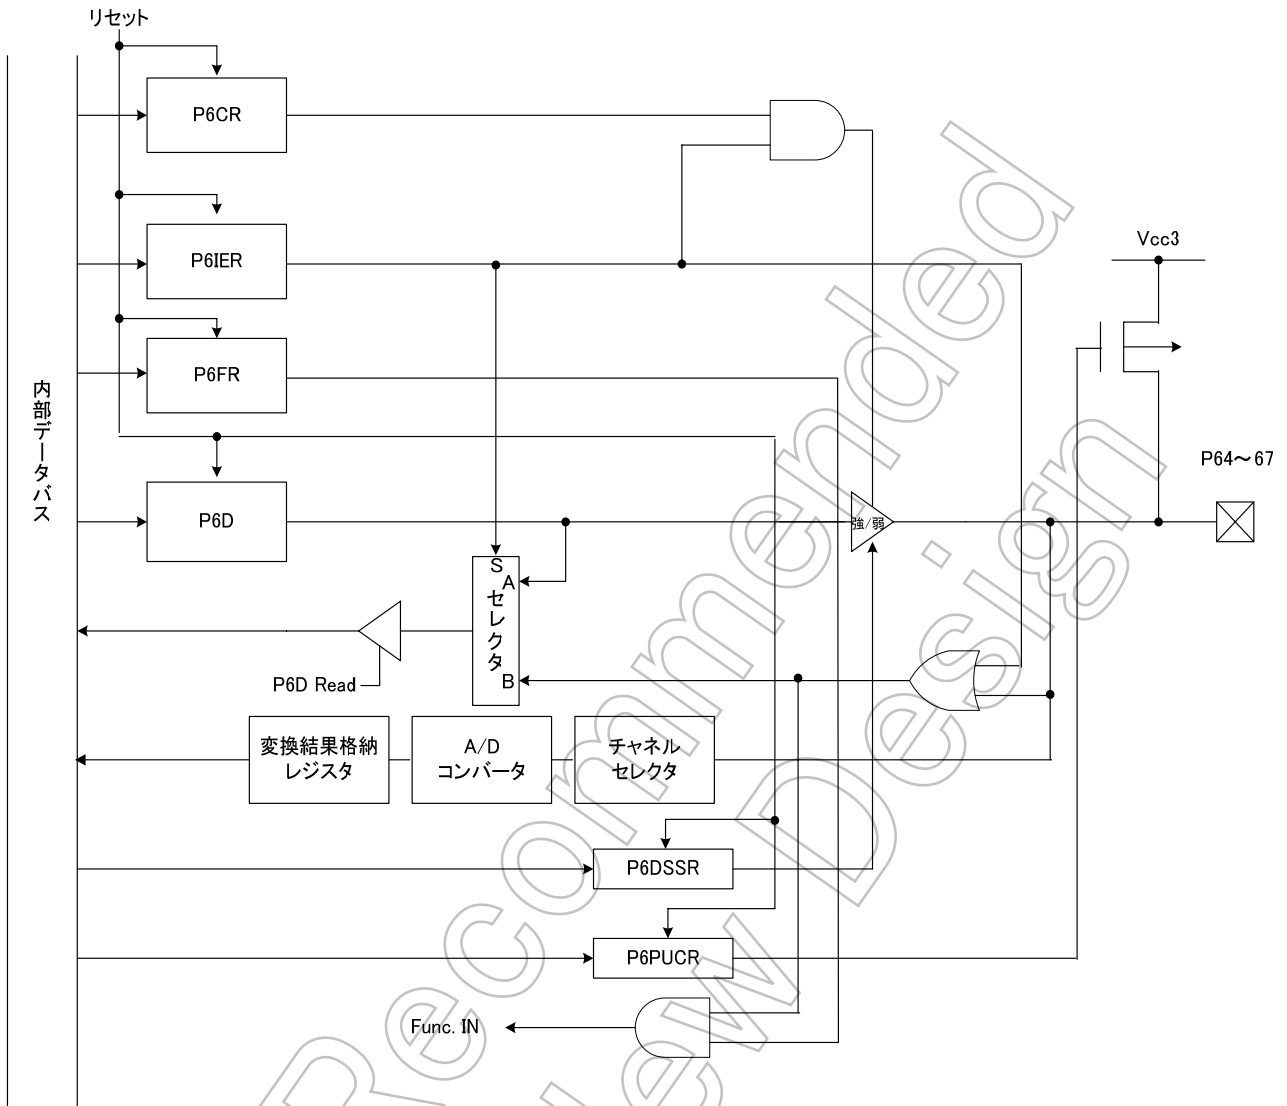 リセット
P6CR
P6IER
Vcc3
P6FR
内部データバス
P64～67
P6D
強/弱
S
A
セレクタ
B
P6D Read
変換結果格納
レジスタ
A/D
コンバータ
チャネル
セレクタ
P6DSSR
P6PUCR
Func. IN
Recommended
New Design